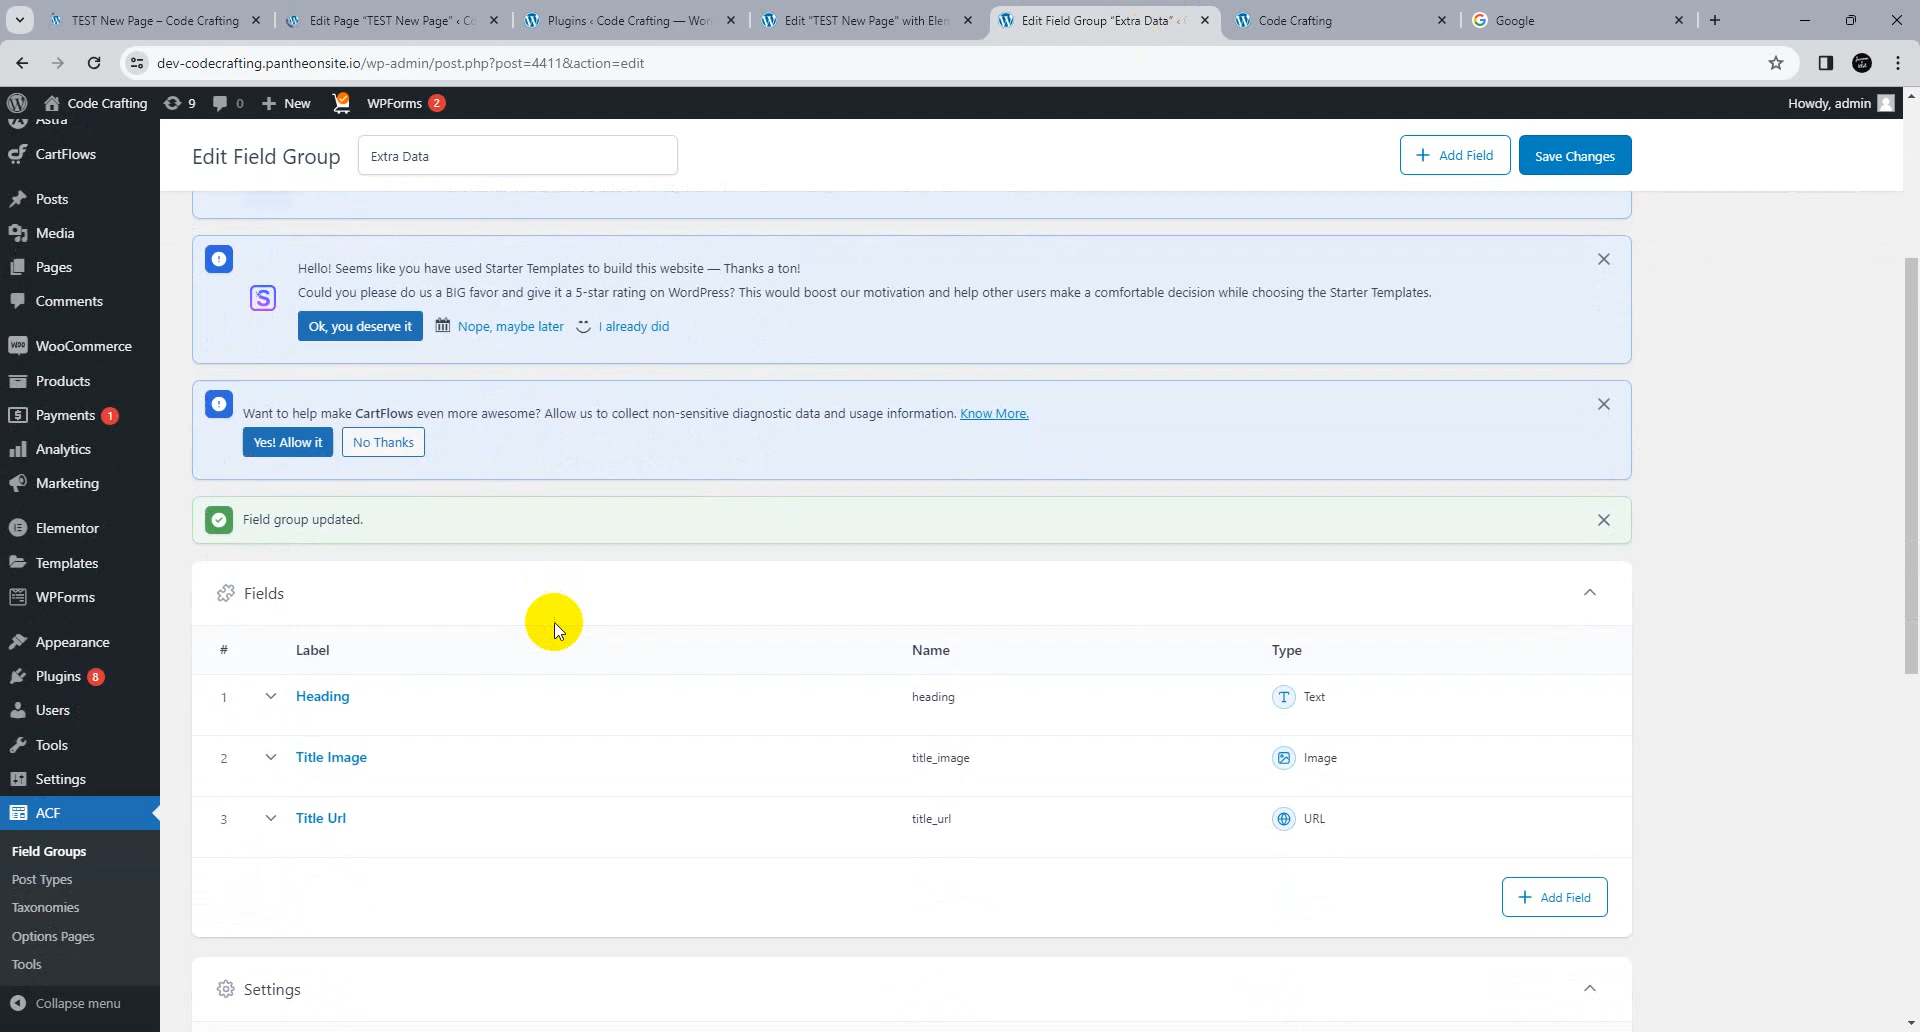 TEST New Page – Code Crafting
Edit Page "TEST New Page" ‹ Co
Plugins ‹ Code Crafting — Wor
Edit "TEST New Page" with Elem
Edit Field Group "Extra Data" ‹ C
Code Crafting
Google
dev-codecrafting.pantheonsite.io/wp-admin/post.php?post=4411&action=edit
Code Crafting
9
0
New
WPForms 2
Howdy, admin
Astra
CartFlows
Posts
Media
Pages
Comments
WooCommerce
Products
Payments 1
Analytics
Marketing
Elementor
Templates
WPForms
Appearance
Plugins 8
Users
Tools
Settings
ACF
Field Groups
Post Types
Taxonomies
Options Pages
Tools
Collapse menu
Edit Field Group
Extra Data
Add Field
Save Changes
Hello! Seems like you have used Starter Templates to build this website — Thanks a ton!
Could you please do us a BIG favor and give it a 5-star rating on WordPress? This would boost our motivation and help other users make a comfortable decision while choosing the Starter Templates.
Ok, you deserve it
Nope, maybe later
I already did
Want to help make CartFlows even more awesome? Allow us to collect non-sensitive diagnostic data and usage information. Know More.
Yes! Allow it
No Thanks
Field group updated.
Fields
# Label Name Type
1 Heading heading Text
2 Title Image title_image Image
3 Title Url title_url URL
Add Field
Settings